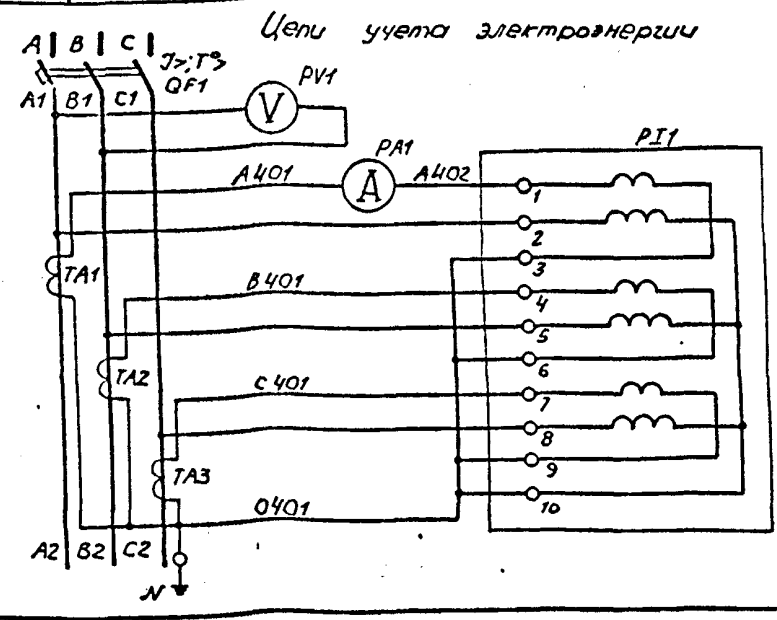 Цепи учета электроэнергии
A B C
I>;T°>
QF1
A1 B1 C1
PV1
V
PA1
PI1
A401
A
A402
1
2
3
TA1
B401
4
5
6
TA2
C401
7
8
9
TA3
0401
10
A2 B2 C2
N